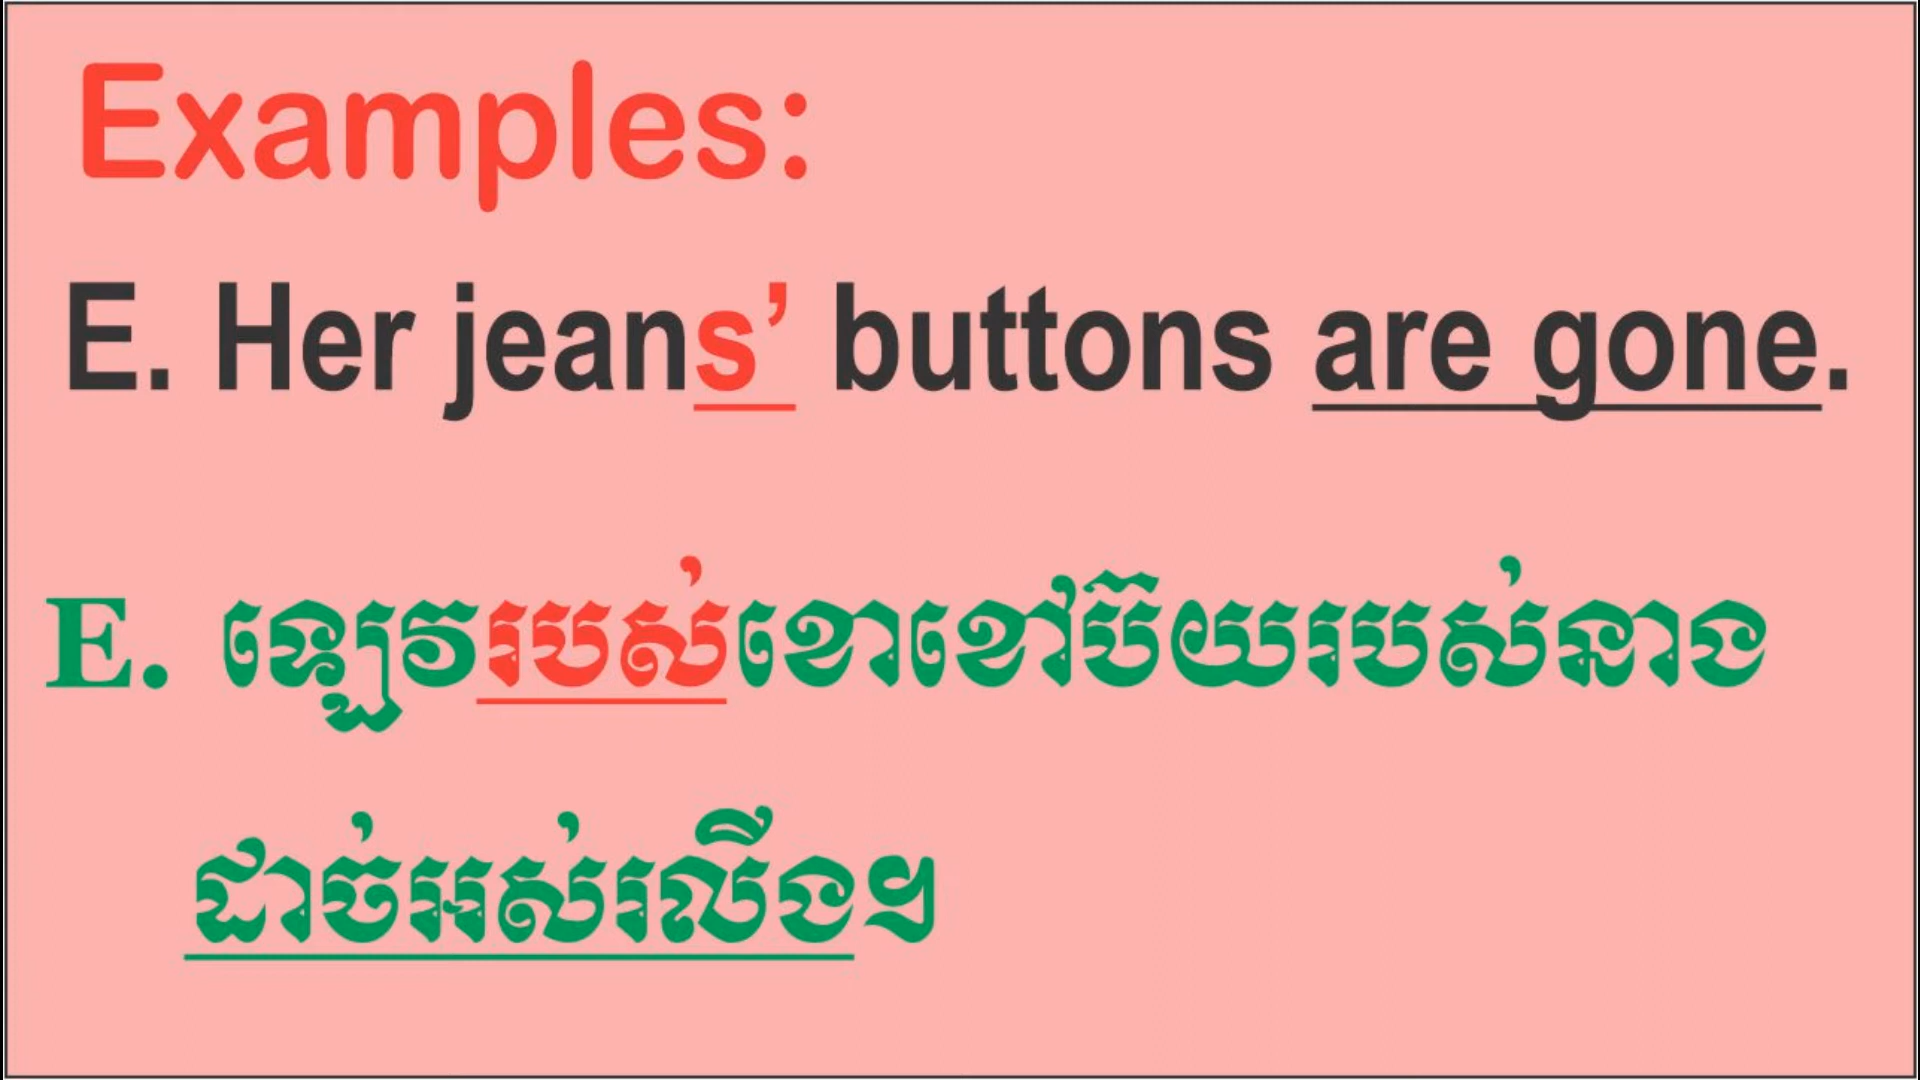 Examples:
E. Her jeans’ buttons are gone.
E. ឡេវរបស់ខោខៅប៊យរបស់នាង
ដាច់អស់រលីង។